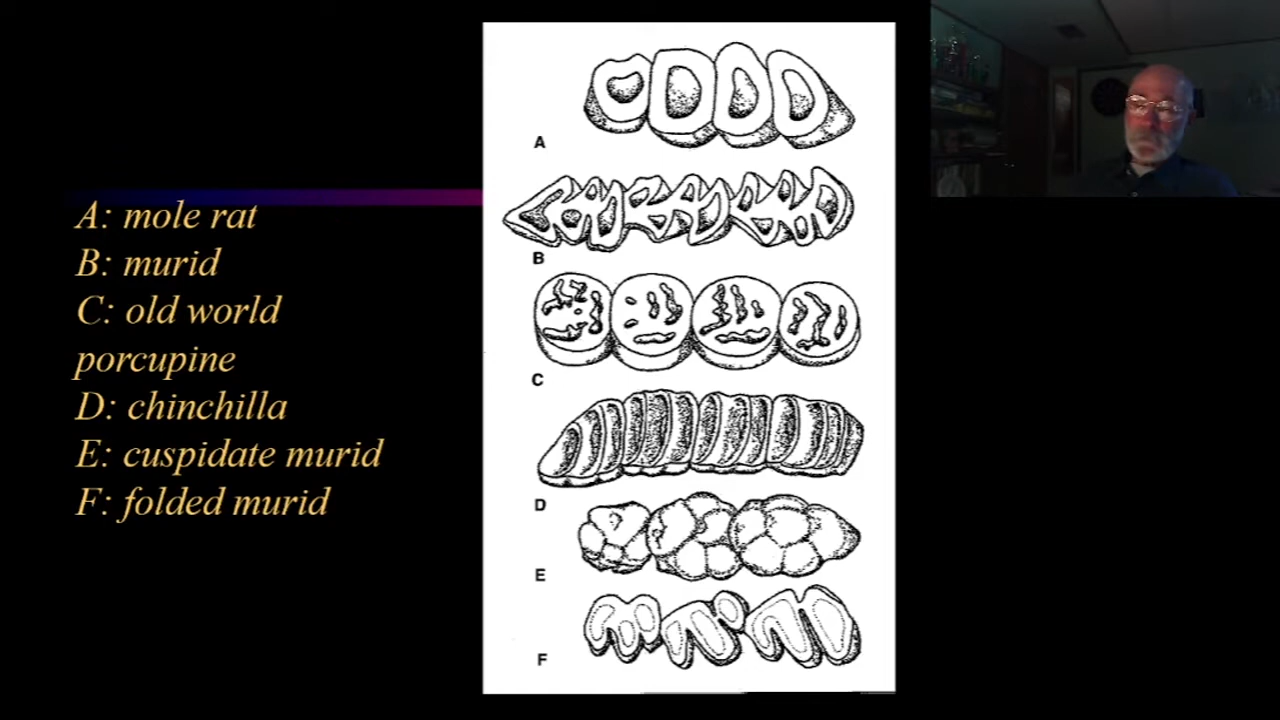 A: mole rat
B: murid
C: old world
porcupine
D: chinchilla
E: cuspidate murid
F: folded murid
A
B
C
D
E
F